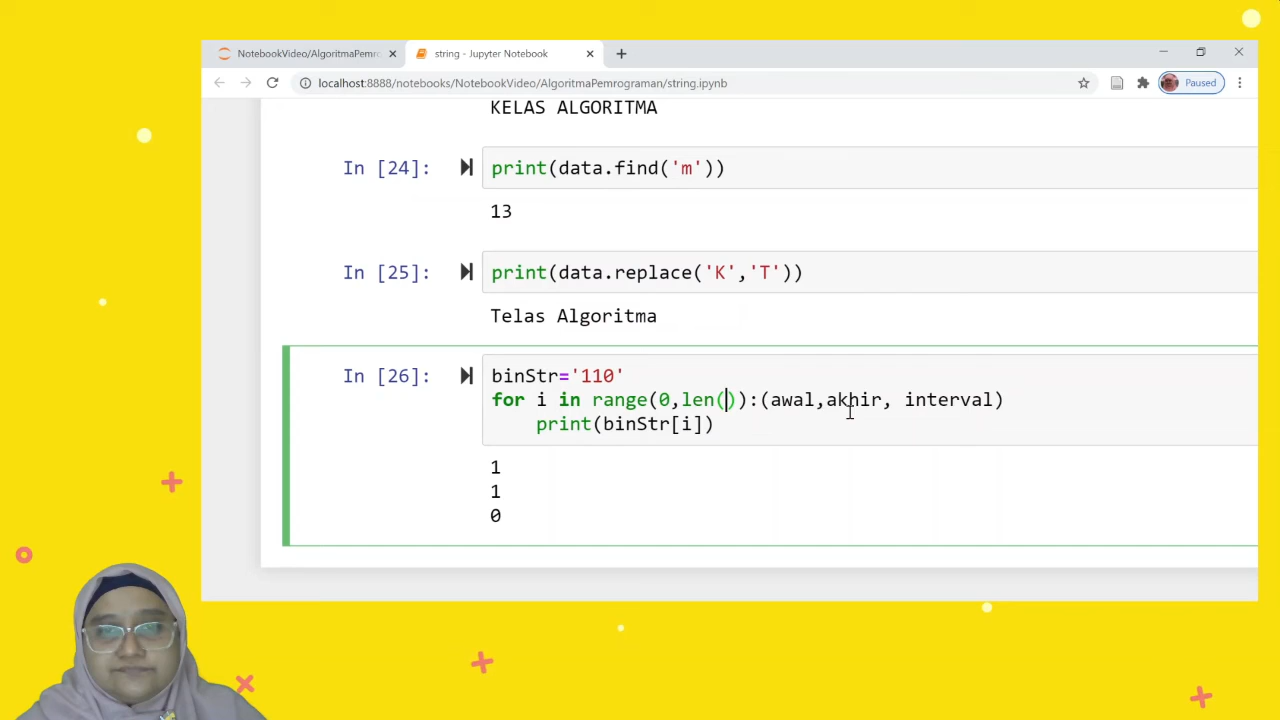 NotebookVideo/AlgoritmaPemro
string - Jupyter Notebook
localhost:8888/notebooks/NotebookVideo/AlgoritmaPemrograman/string.ipynb
Paused
KELAS ALGORITMA
In [24]: print(data.find('m'))
13
In [25]: print(data.replace('K','T'))
Telas Algoritma
In [26]: binStr='110'
for i in range(0,len()):(awal,akhir, interval)
print(binStr[i])
1
1
0